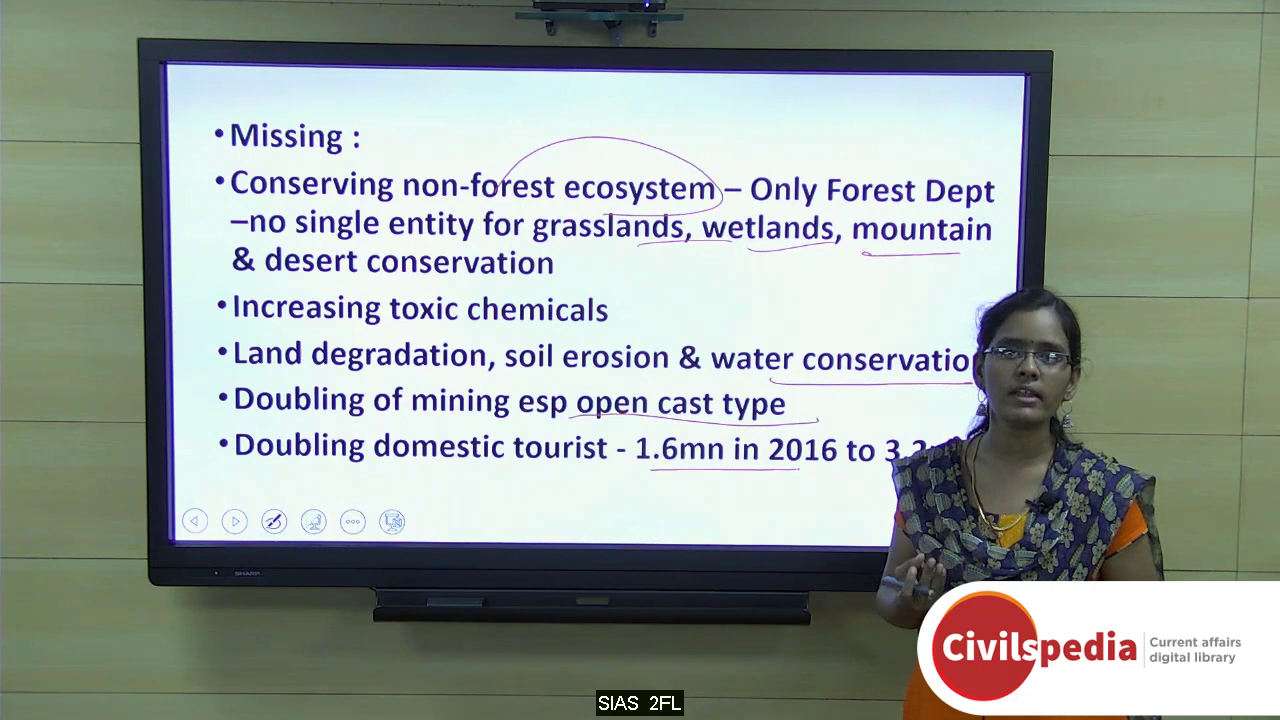 • Missing :
• Conserving non-forest ecosystem – Only Forest Dept
–no single entity for grasslands, wetlands, mountain
& desert conservation
• Increasing toxic chemicals
• Land degradation, soil erosion & water conservatio
• Doubling of mining esp open cast type
• Doubling domestic tourist - 1.6mn in 2016 to 3.2
SHARP
Civilspedia
Current affairs
digital library
SIAS 2FL